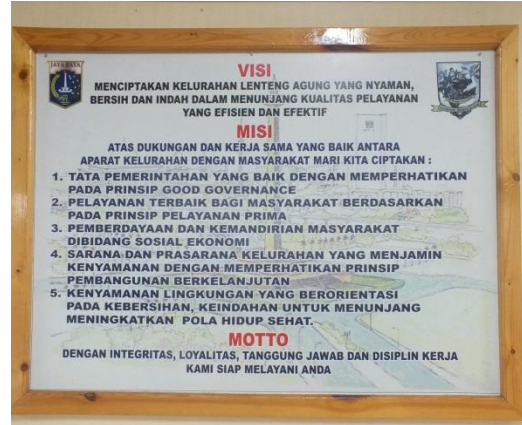 JAYA RAYA
VISI
MENCIPTAKAN KELURAHAN LENTENG AGUNG YANG NYAMAN,
BERSIH DAN INDAH DALAM MENUNJANG KUALITAS PELAYANAN
YANG EFISIEN DAN EFEKTIF
MISI
ATAS DUKUNGAN DAN KERJA SAMA YANG BAIK ANTARA
APARAT KELURAHAN DENGAN MASYARAKAT MARI KITA CIPTAKAN :
1. TATA PEMERINTAHAN YANG BAIK DENGAN MEMPERHATIKAN
PADA PRINSIP GOOD GOVERNANCE
2. PELAYANAN TERBAIK BAGI MASYARAKAT BERDASARKAN
PADA PRINSIP PELAYANAN PRIMA
3. PEMBERDAYAAN DAN KEMANDIRIAN MASYARAKAT
DIBIDANG SOSIAL EKONOMI
4. SARANA DAN PRASARANA KELURAHAN YANG MENJAMIN
KENYAMANAN DENGAN MEMPERHATIKAN PRINSIP
PEMBANGUNAN BERKELANJUTAN
5. KENYAMANAN LINGKUNGAN YANG BERORIENTASI
PADA KEBERSIHAN, KEINDAHAN UNTUK MENUNJANG
MENINGKATKAN POLA HIDUP SEHAT.
MOTTO
DENGAN INTEGRITAS, LOYALITAS, TANGGUNG JAWAB DAN DISIPLIN KERJA
KAMI SIAP MELAYANI ANDA